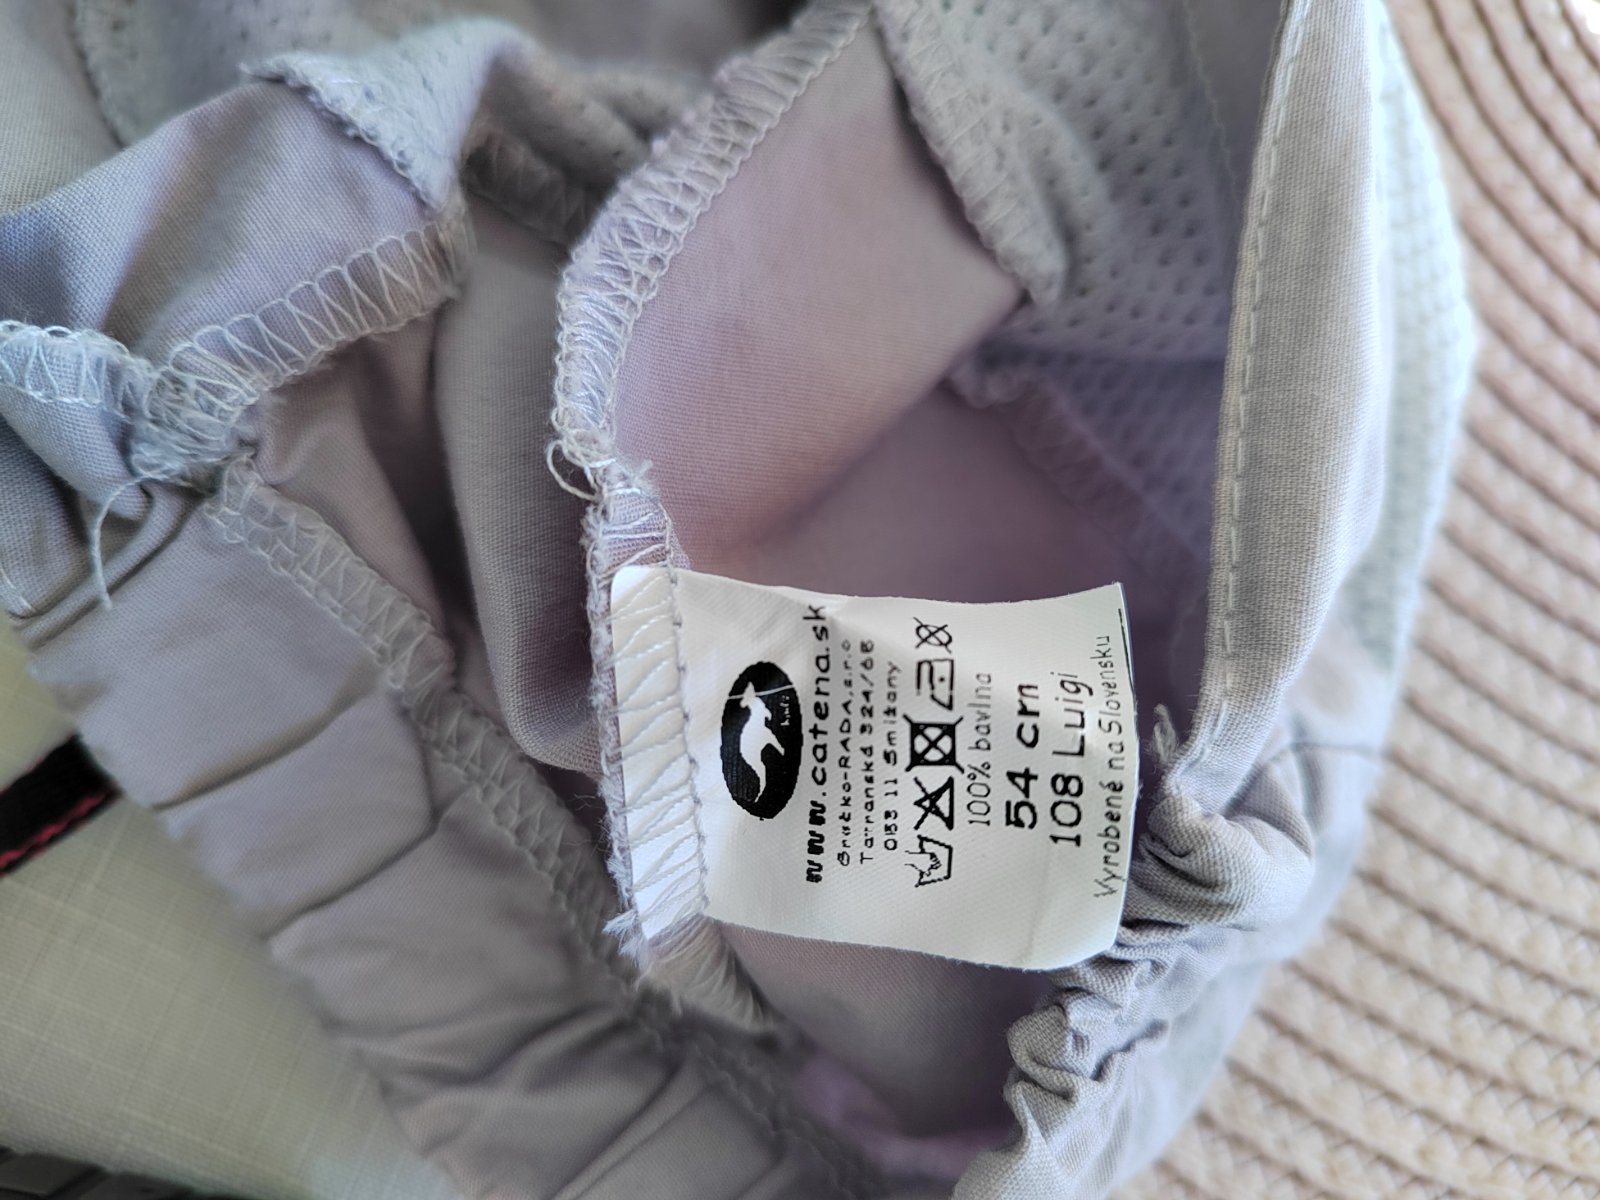 www.catena.sk
Gratko-RADA,s.r.o
Tatranská 324/68
053 11 Smižany
100% bavlna
54 cm
108 Luigi
Vyrobené na Slovensku